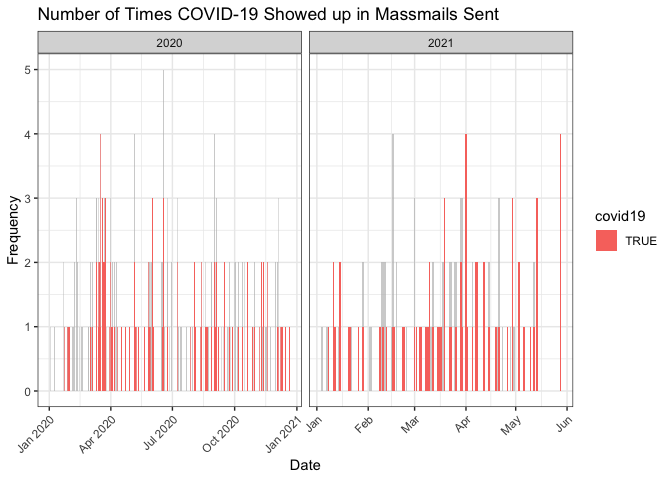 Number of Times COVID-19 Showed up in Massmails Sent
2020
2021
5
4
3
2
1
0
Frequency
Jan 2020
Apr 2020
Jul 2020
Oct 2020
Jan 2021
Jan
Feb
Mar
Apr
May
Jun
Date
covid19
TRUE